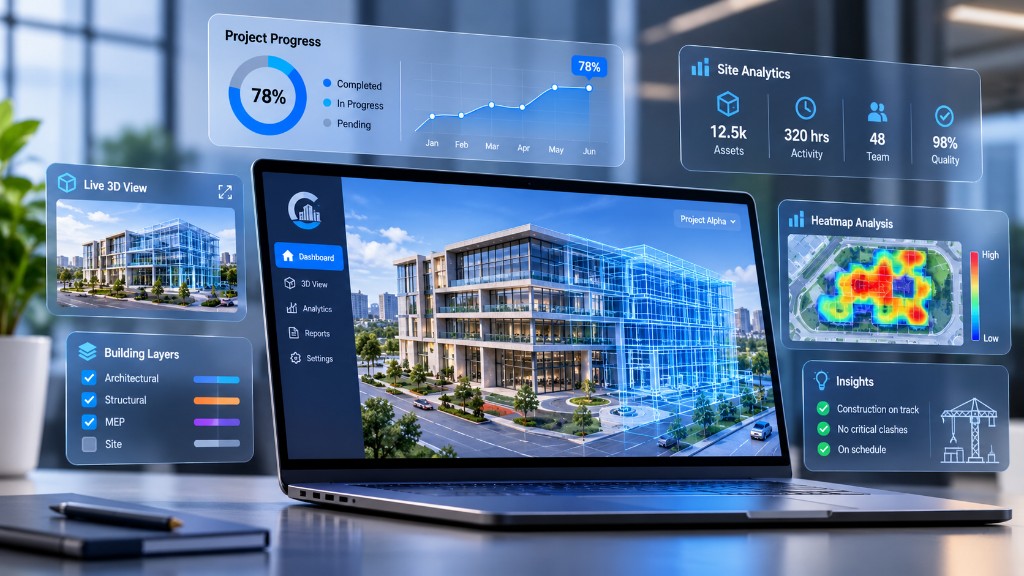 Project Progress
78%
Completed
In Progress
Pending
78%
Jan Feb Mar Apr May Jun
Site Analytics
12.5k
Assets
320 hrs
Activity
48
Team
98%
Quality
Live 3D View
Building Layers
Architectural
Structural
MEP
Site
Dashboard
3D View
Analytics
Reports
Settings
Project Alpha
Heatmap Analysis
High
Low
Insights
Construction on track
No critical clashes
On schedule